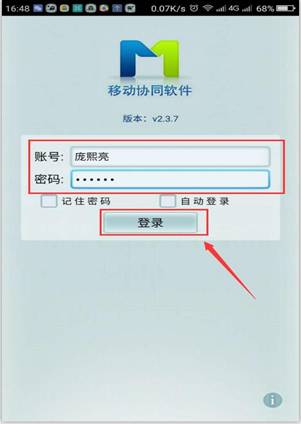 16:48 0.07K/s 4G 68%
移动协同软件
版本: v2.3.7
账号: 庞熙亮
密码: ••••••
记住密码 自动登录
登录